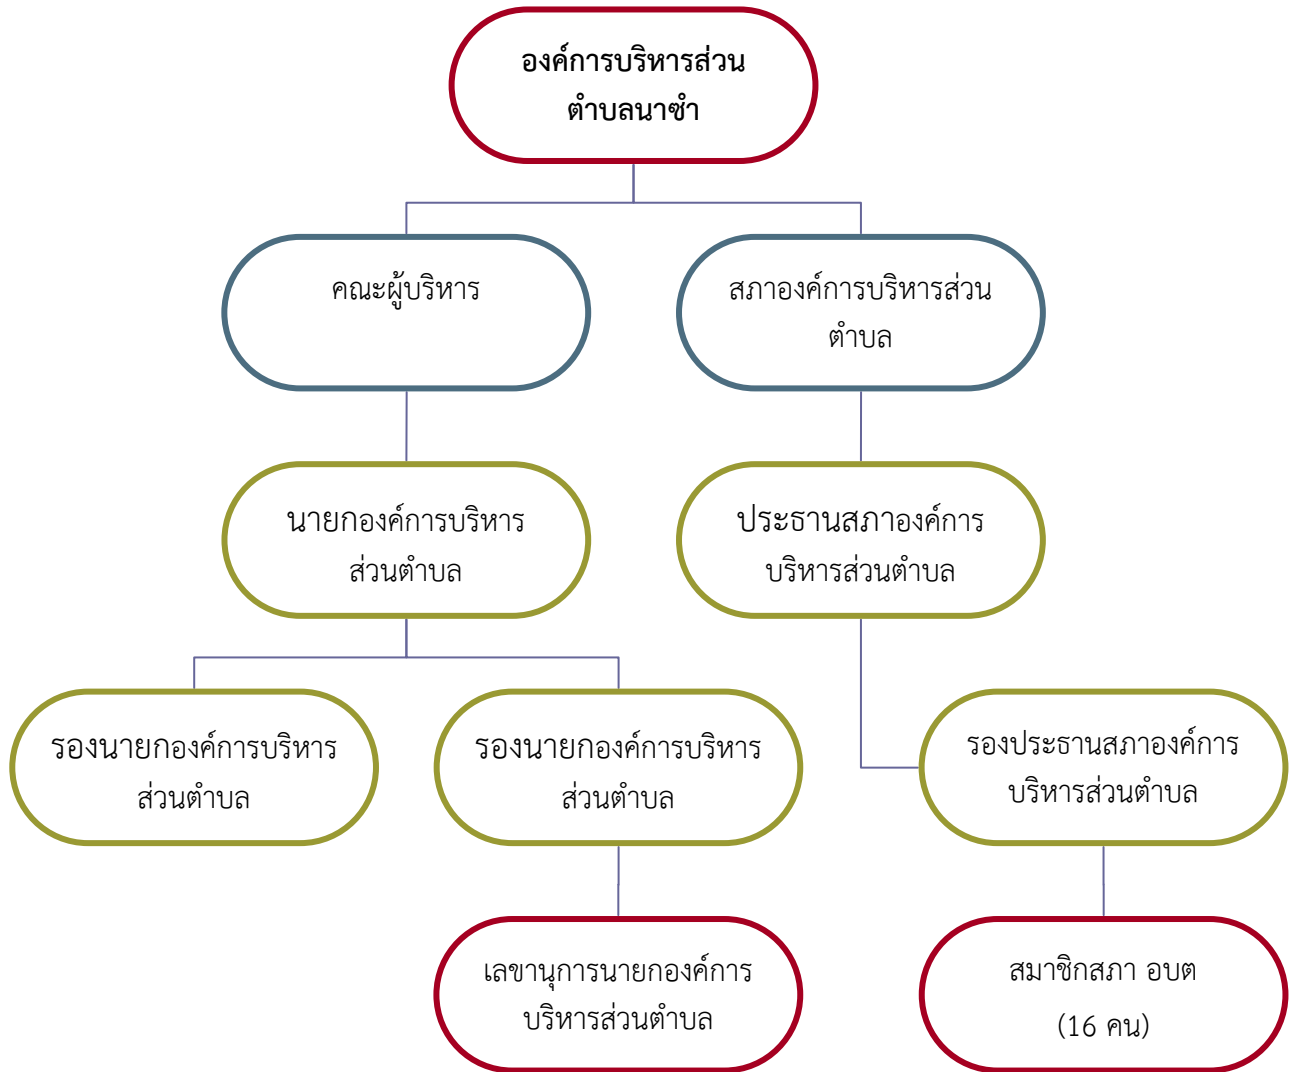 องค์การบริหารส่วน
ตำบลนาซำ
คณะผู้บริหาร
สภาองค์การบริหารส่วน
ตำบล
นายกองค์การบริหาร
ส่วนตำบล
ประธานสภาองค์การ
บริหารส่วนตำบล
รองนายกองค์การบริหาร
ส่วนตำบล
รองนายกองค์การบริหาร
ส่วนตำบล
รองประธานสภาองค์การ
บริหารส่วนตำบล
เลขานุการนายกองค์การ
บริหารส่วนตำบล
สมาชิกสภา อบต
(16 คน)